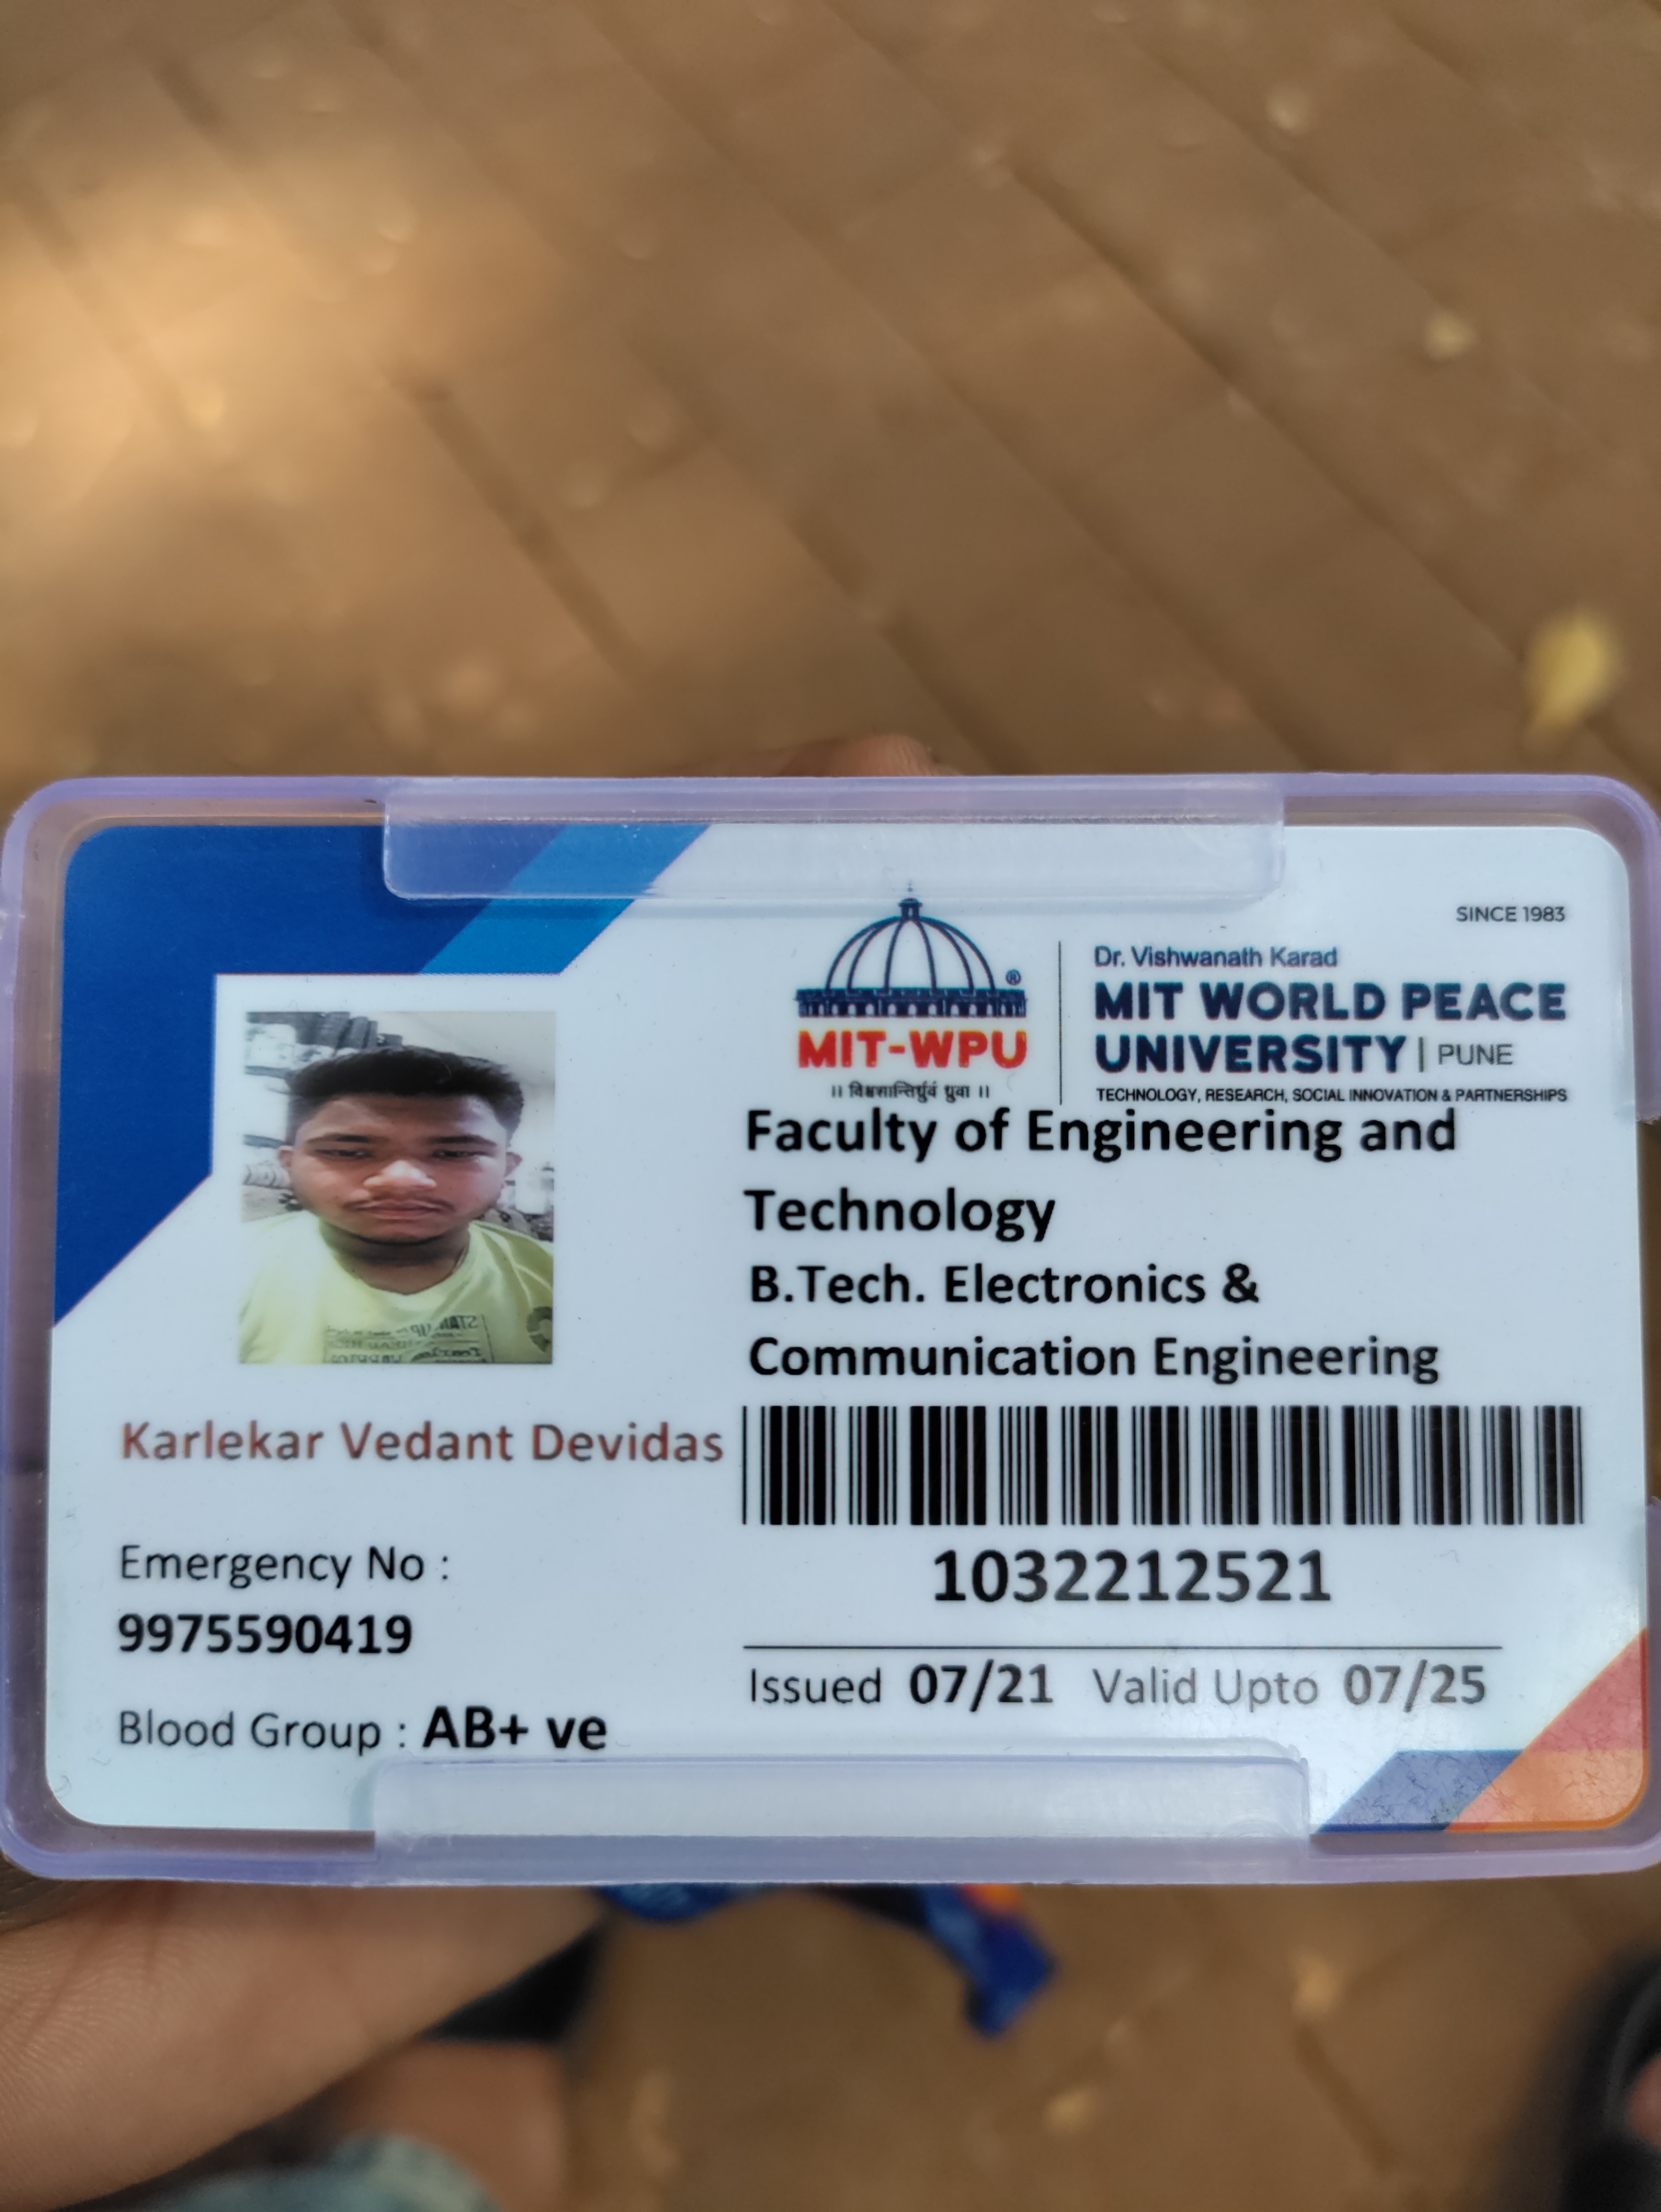 SINCE 1983
Dr. Vishwanath Karad
MIT WORLD PEACE
UNIVERSITY | PUNE
TECHNOLOGY, RESEARCH, SOCIAL INNOVATION & PARTNERSHIPS
®
MIT-WPU
Faculty of Engineering and
Technology
B.Tech. Electronics &
Communication Engineering
1032212521
Issued 07/21 Valid Upto 07/25
Karlekar Vedant Devidas
Emergency No :
9975590419
Blood Group : AB+ ve